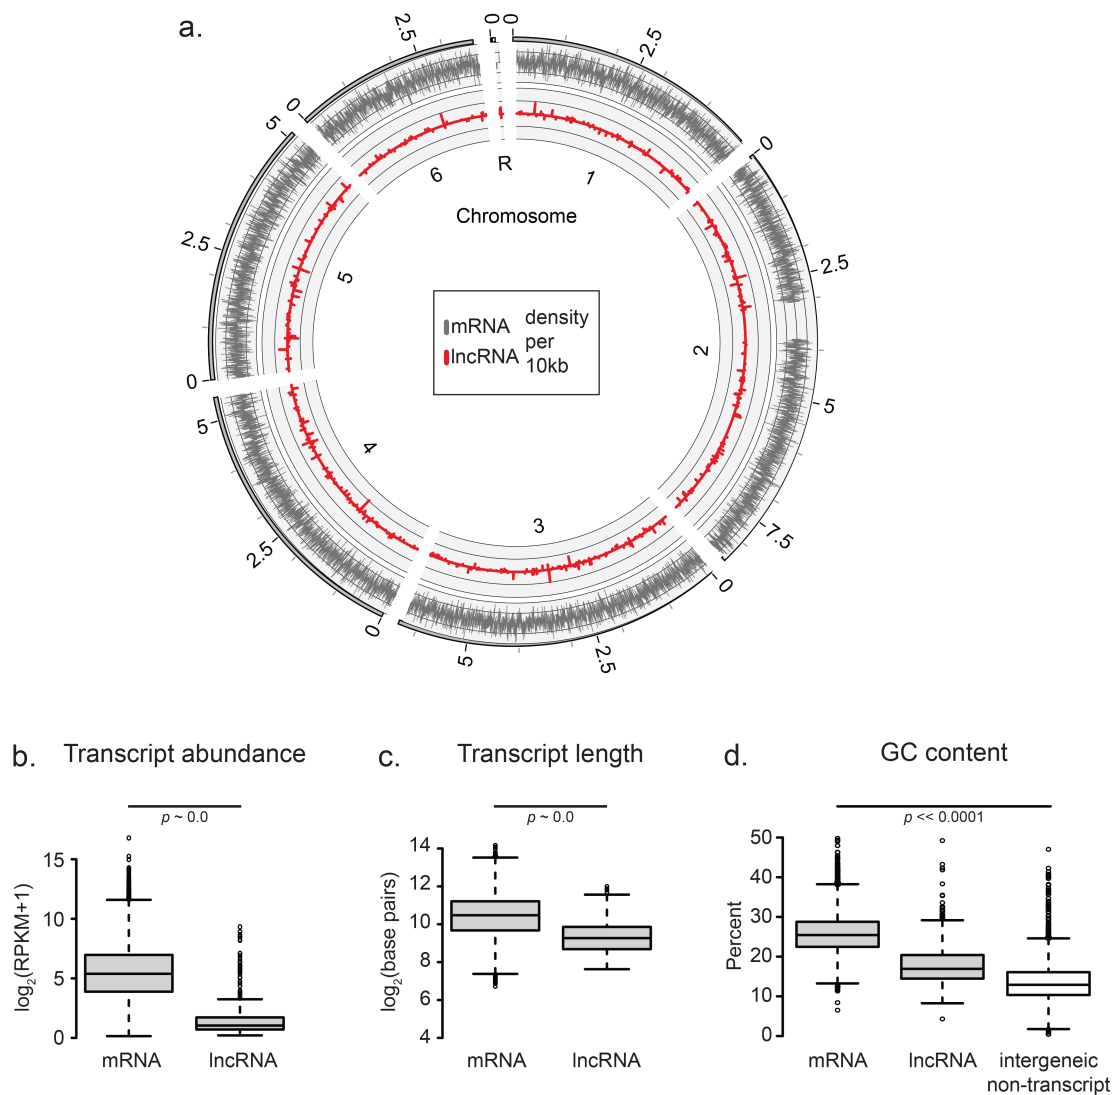 a.
0
0
2.5
0
2.5
5
7.5
0
2.5
5
0
2.5
5
0
2.5
5
0
2.5
R
1
2
3
4
5
6
Chromosome
mRNA
lncRNA
density
per
10kb
b.
Transcript abundance
p ~ 0.0
log2(RPKM+1)
15
10
5
0
mRNA
lncRNA
c.
Transcript length
p ~ 0.0
log2(base pairs)
14
12
10
8
6
4
mRNA
lncRNA
d.
GC content
p << 0.0001
Percent
50
40
30
20
10
0
mRNA
lncRNA
intergeneic
non-transcript